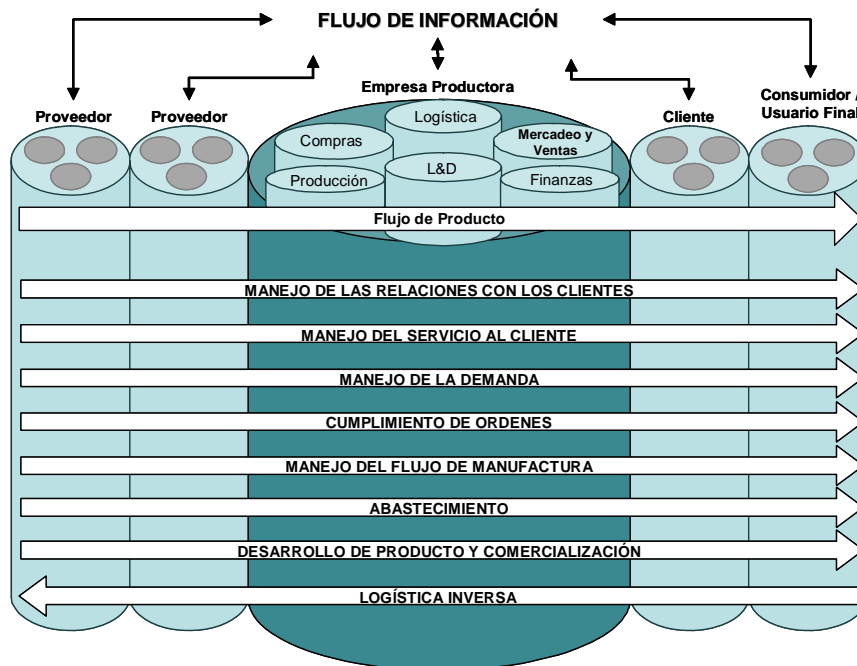 FLUJO DE INFORMACIÓN
Empresa Productora
Proveedor
Proveedor
Cliente
Consumidor /
Usuario Final
Logística
Compras
Mercadeo y
Ventas
L&D
Producción
Finanzas
Flujo de Producto
MANEJO DE LAS RELACIONES CON LOS CLIENTES
MANEJO DEL SERVICIO AL CLIENTE
MANEJO DE LA DEMANDA
CUMPLIMIENTO DE ORDENES
MANEJO DEL FLUJO DE MANUFACTURA
ABASTECIMIENTO
DESARROLLO DE PRODUCTO Y COMERCIALIZACIÓN
LOGÍSTICA INVERSA